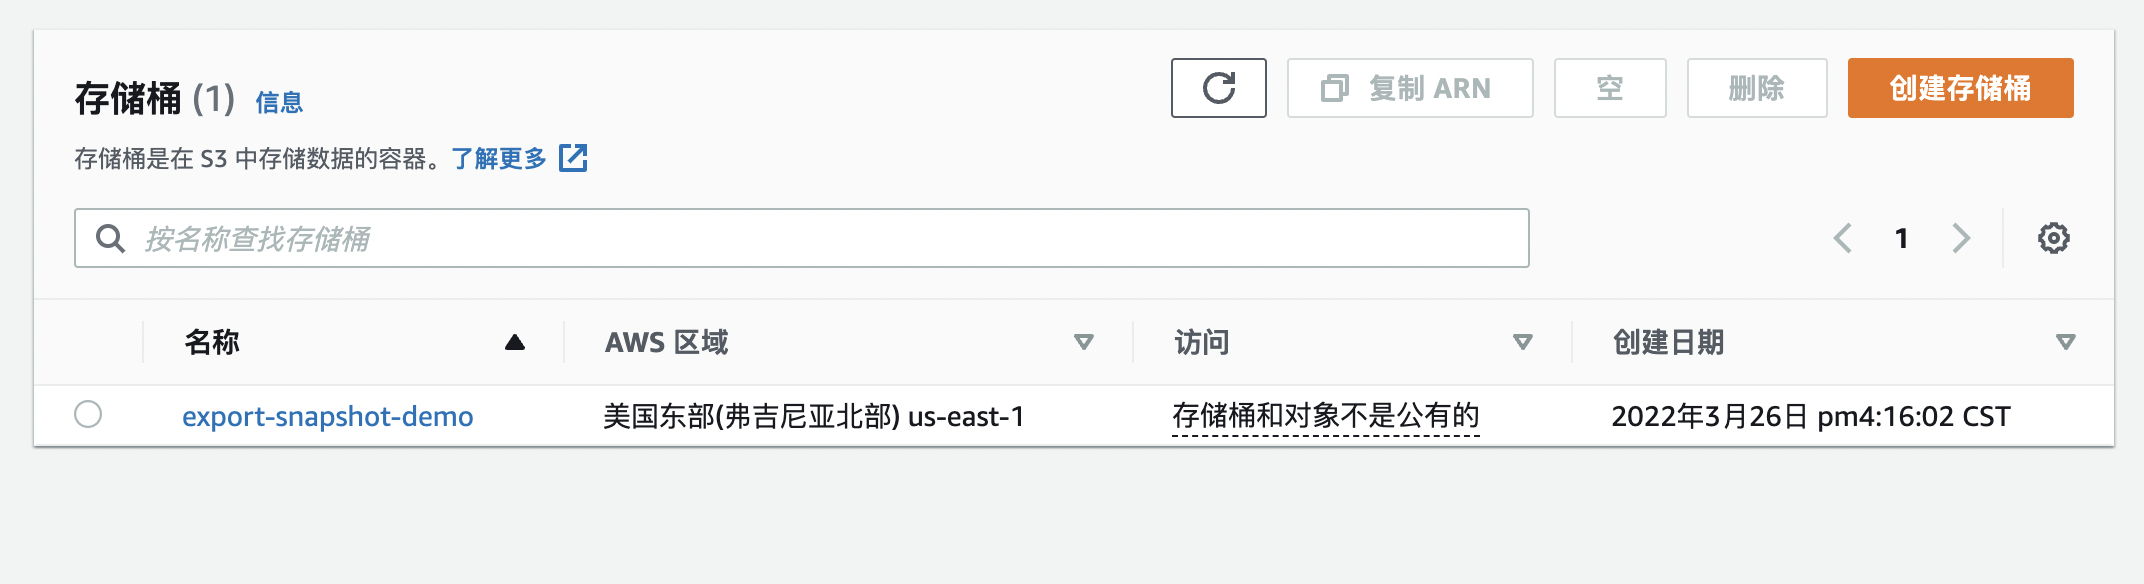 存储桶 (1) 信息
复制 ARN
空
删除
创建存储桶
存储桶是在 S3 中存储数据的容器。了解更多
按名称查找存储桶
1
名称
AWS 区域
访问
创建日期
export-snapshot-demo
美国东部(弗吉尼亚北部) us-east-1
存储桶和对象不是公有的
2022年3月26日 pm4:16:02 CST